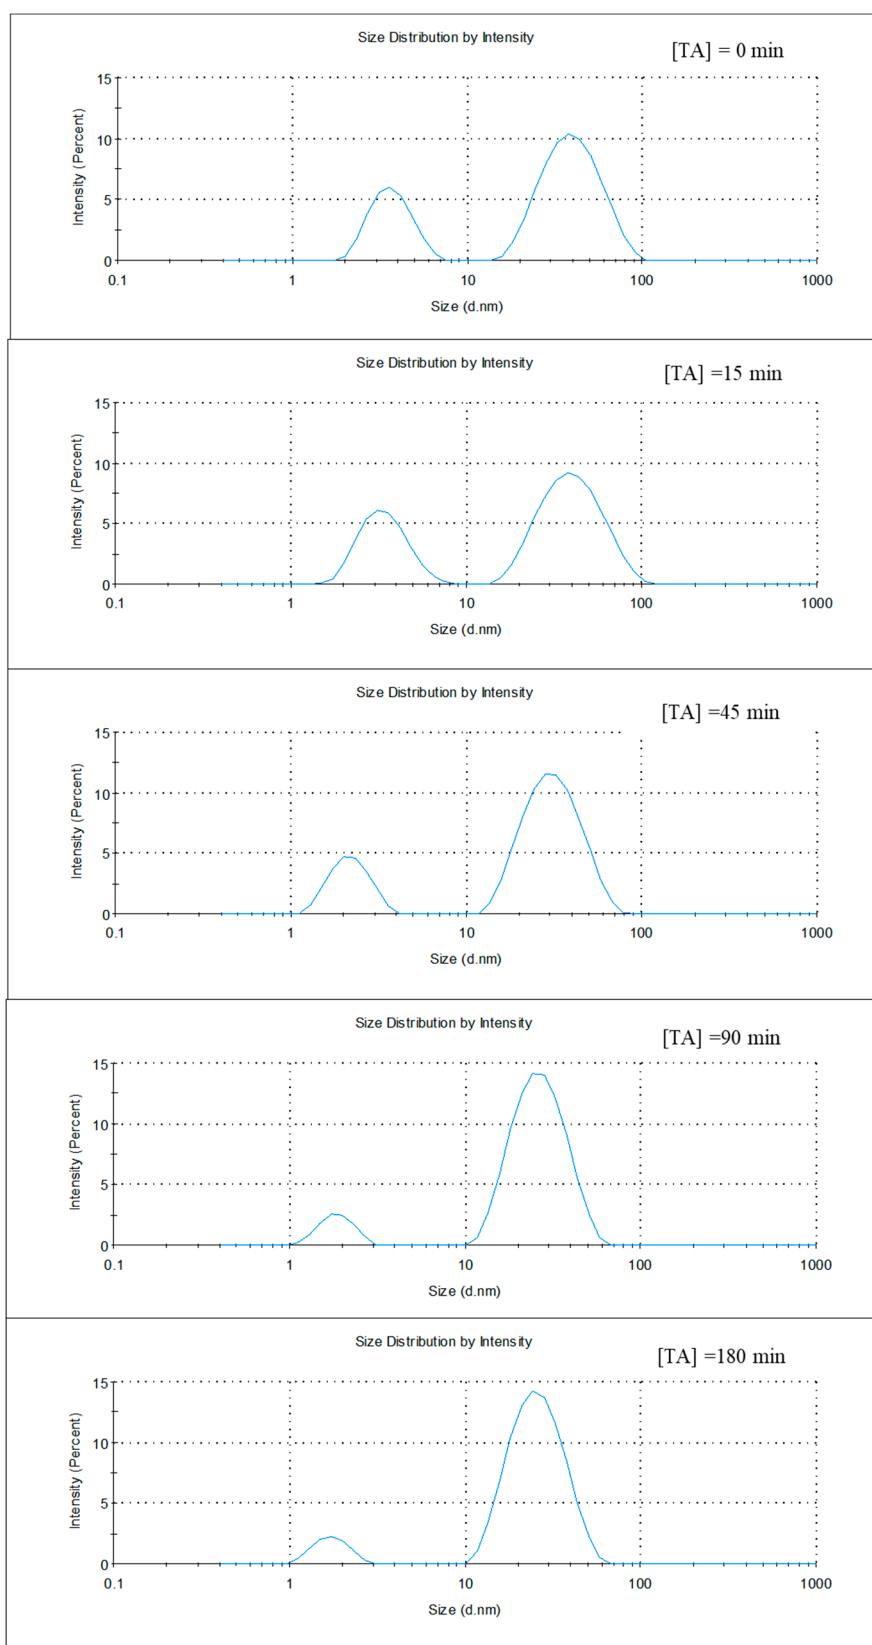 Size Distribution by Intensity
[TA] = 0 min
15
10
5
0
Intensity (Percent)
0.1 1 10 100 1000
Size (d.nm)
Size Distribution by Intensity
[TA] =15 min
15
10
5
0
Intensity (Percent)
0.1 1 10 100 1000
Size (d.nm)
Size Distribution by Intensity
[TA] =45 min
15
10
5
0
Intensity (Percent)
0.1 1 10 100 1000
Size (d.nm)
Size Distribution by Intensity
[TA] =90 min
15
10
5
0
Intensity (Percent)
0.1 1 10 100 1000
Size (d.nm)
Size Distribution by Intensity
[TA] =180 min
15
10
5
0
Intensity (Percent)
0.1 1 10 100 1000
Size (d.nm)